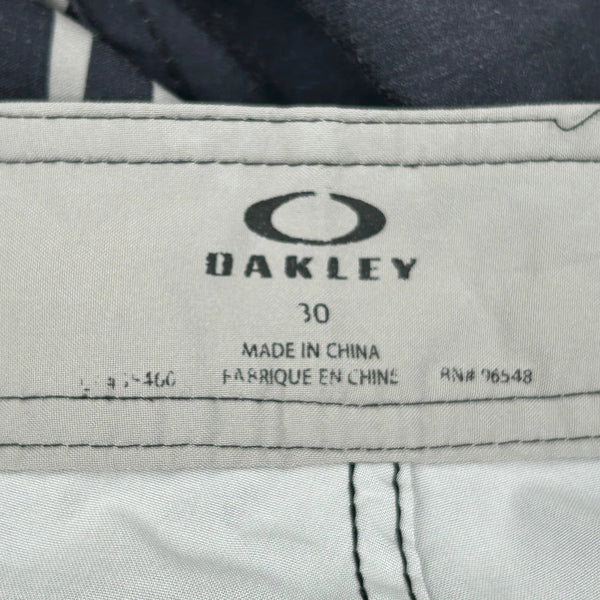 OAKLEY
30
MADE IN CHINA
FABRIQUE EN CHINE RN# 96548